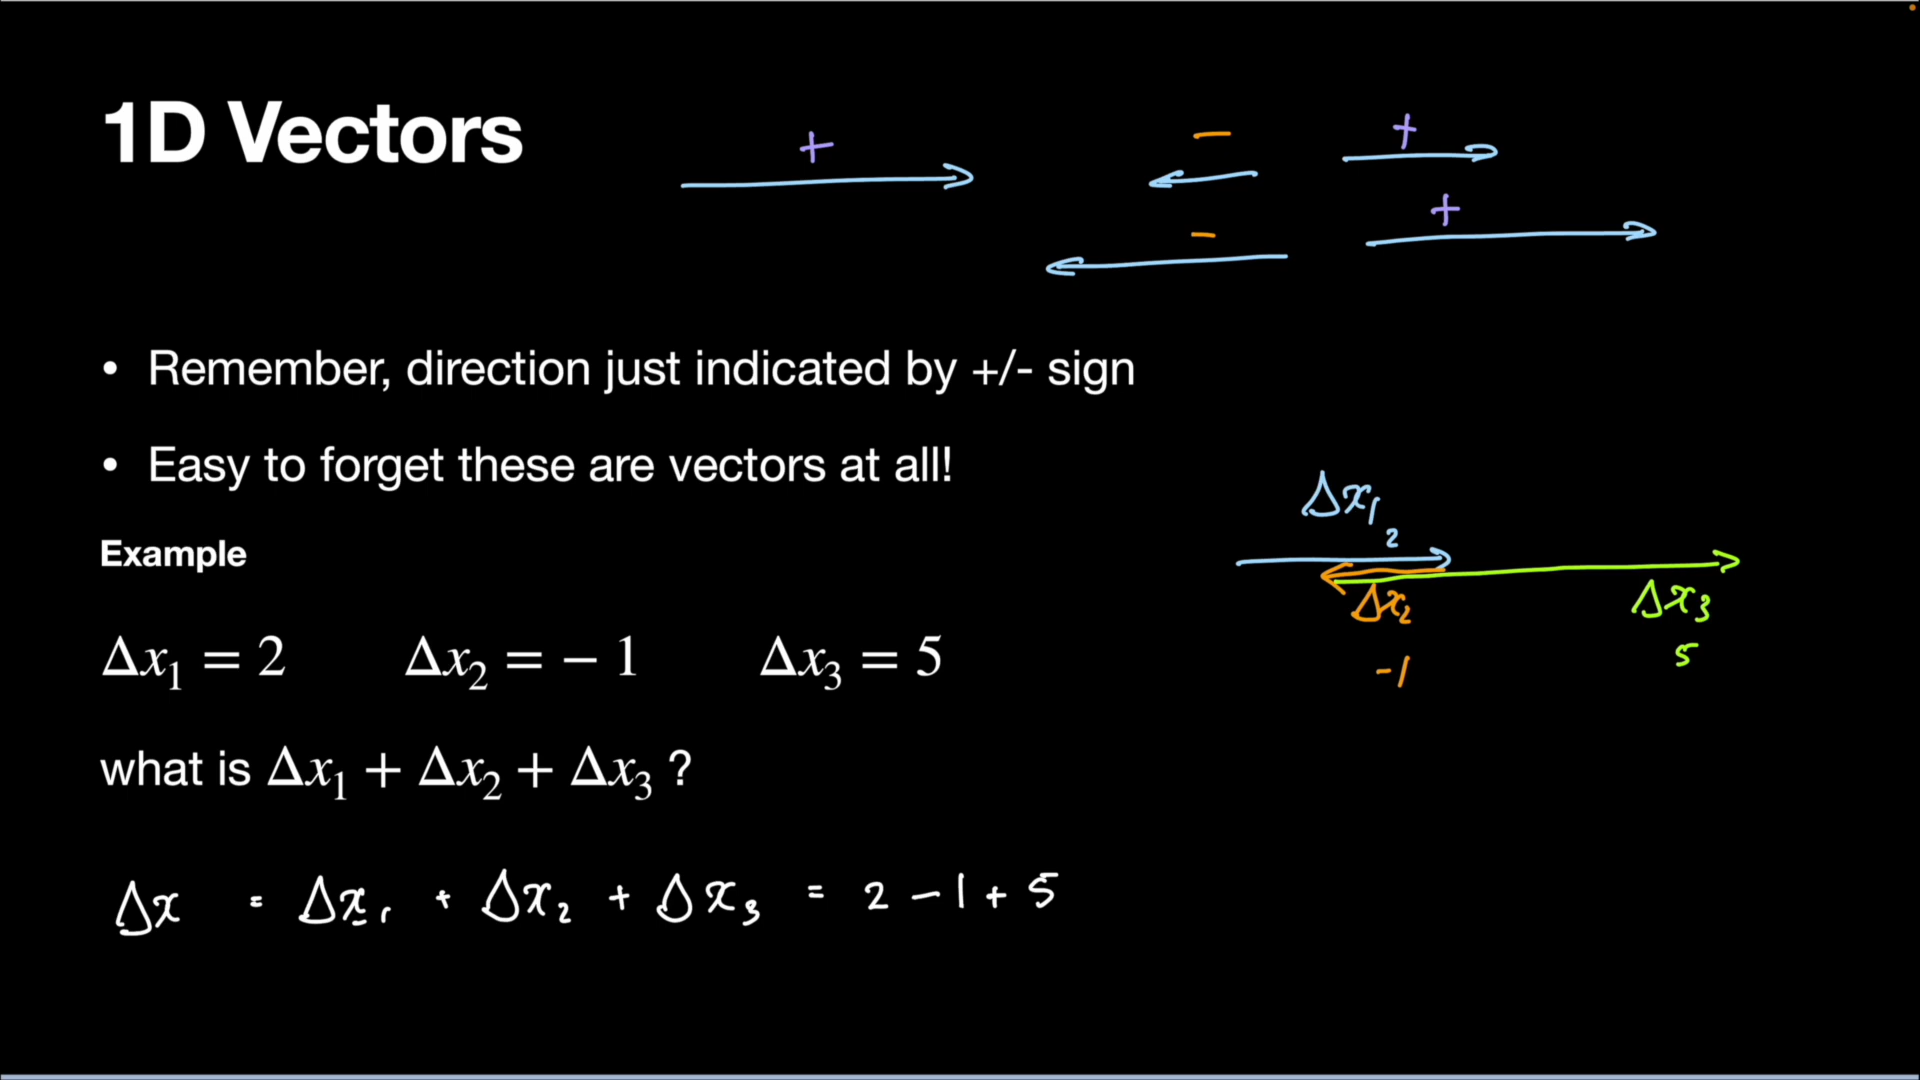 1D Vectors
+ − +
− +
• Remember, direction just indicated by +/- sign
• Easy to forget these are vectors at all!
Δx₁
2
Example
Δx₂ Δx₃
Δx₁ = 2 Δx₂ = − 1 Δx₃ = 5
-1 5
what is Δx₁ + Δx₂ + Δx₃ ?
Δx = Δx₁ + Δx₂ + Δx₃ = 2 − 1 + 5